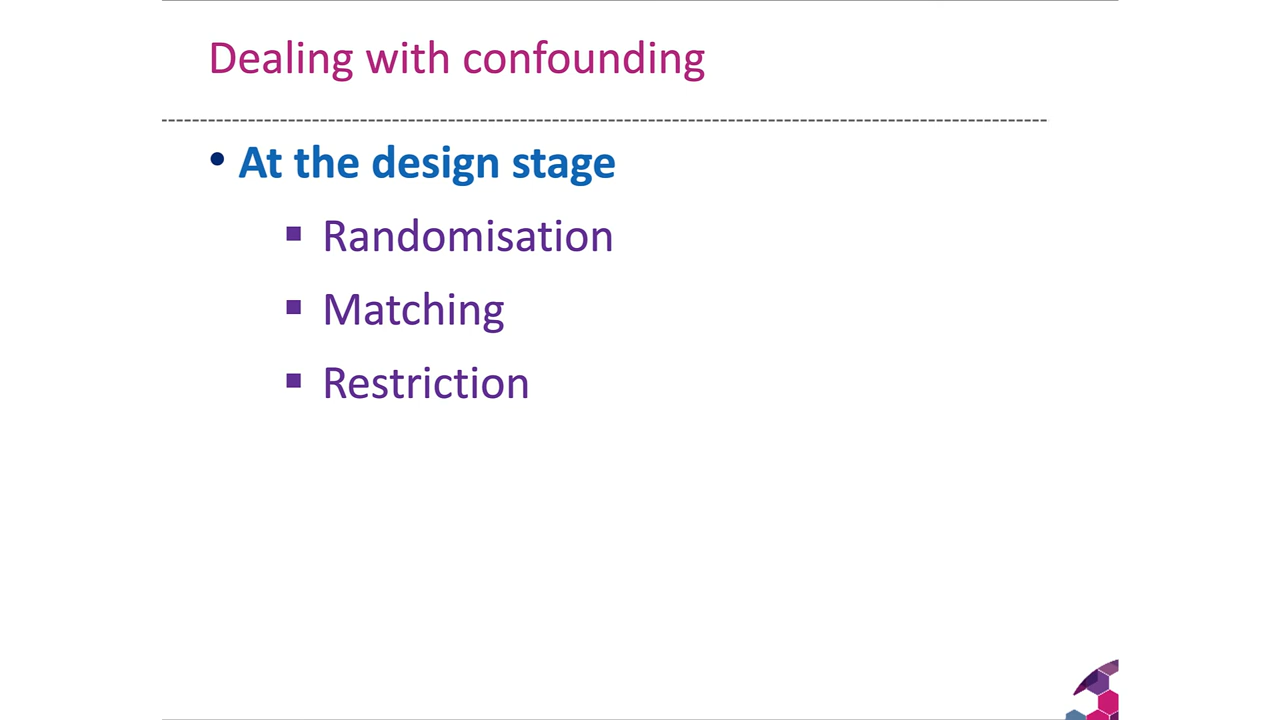 Dealing with confounding
• At the design stage
▪ Randomisation
▪ Matching
▪ Restriction